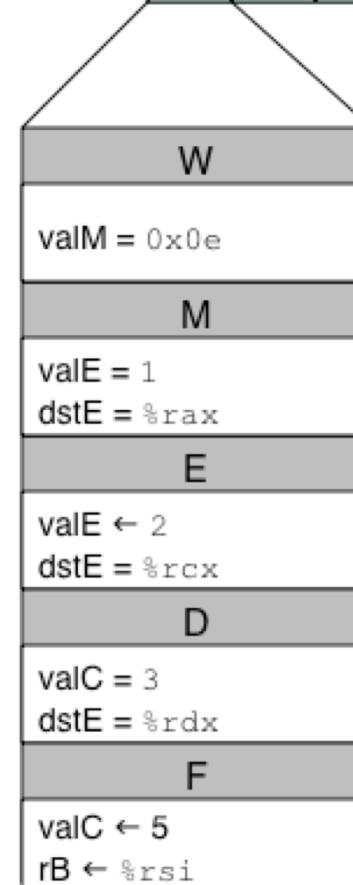 W
valM = 0x0e
M
valE = 1
dstE = %rax
E
valE ← 2
dstE = %rcx
D
valC = 3
dstE = %rdx
F
valC ← 5
rB ← %rsi